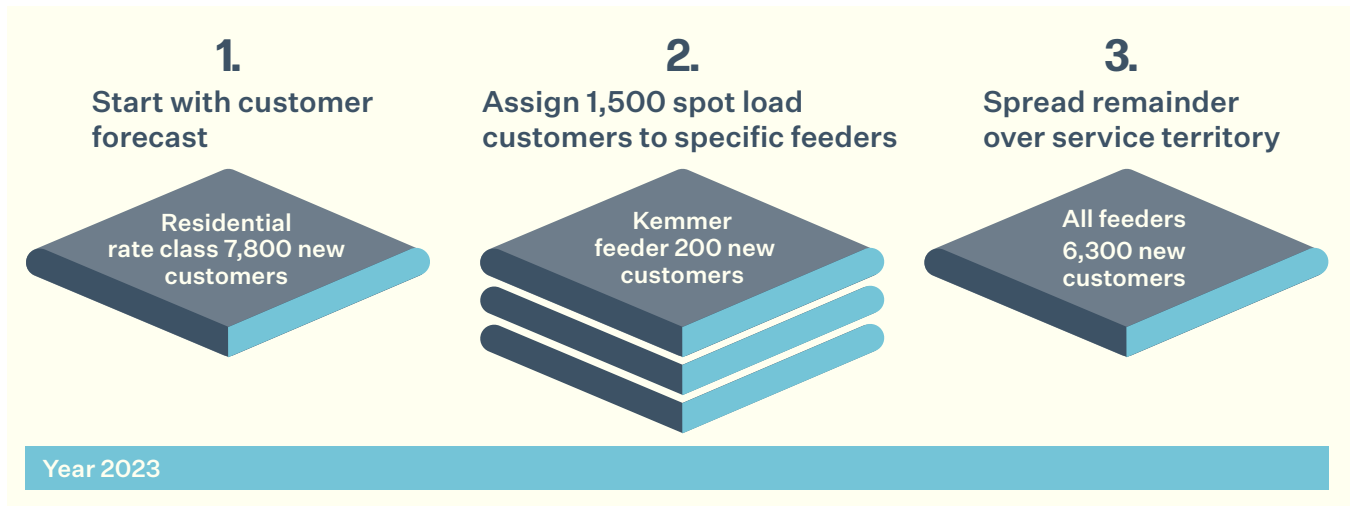 1.
Start with customer
forecast
Residential
rate class 7,800 new
customers
2.
Assign 1,500 spot load
customers to specific feeders
Kemmer
feeder 200 new
customers
3.
Spread remainder
over service territory
All feeders
6,300 new
customers
Year 2023